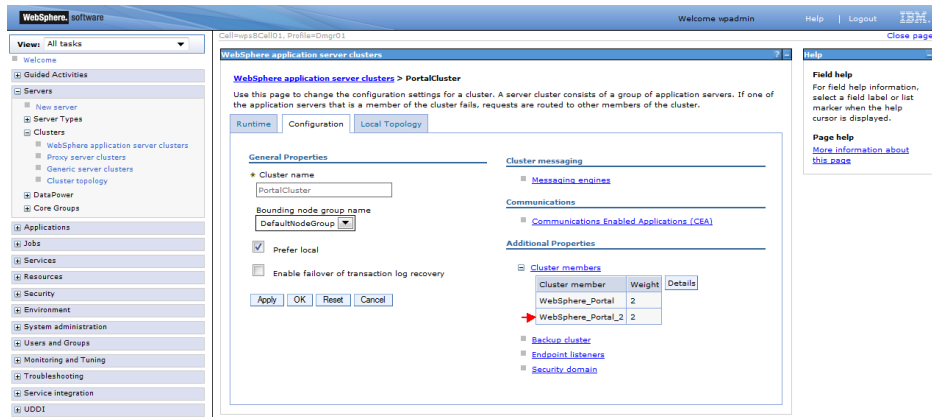 WebSphere. software
Welcome wpadmin
Help | Logout
IBM.
View: All tasks
Welcome
Guided Activities
Servers
New server
Server Types
Clusters
WebSphere application server clusters
Proxy server clusters
Generic server clusters
Cluster topology
DataPower
Core Groups
Applications
Jobs
Services
Resources
Security
Environment
System administration
Users and Groups
Monitoring and Tuning
Troubleshooting
Service integration
UDDI
Cell=wps8Cell01, Profile=Dmgr01
Close page
WebSphere application server clusters
? -
WebSphere application server clusters > PortalCluster
Use this page to change the configuration settings for a cluster. A server cluster consists of a group of application servers. If one of
the application servers that is a member of the cluster fails, requests are routed to other members of the cluster.
Runtime
Configuration
Local Topology
General Properties
* Cluster name
PortalCluster
Bounding node group name
DefaultNodeGroup
Prefer local
Enable failover of transaction log recovery
Apply
OK
Reset
Cancel
Cluster messaging
Messaging engines
Communications
Communications Enabled Applications (CEA)
Additional Properties
Cluster members
Cluster member Weight Details
WebSphere_Portal 2
WebSphere_Portal_2 2
Backup cluster
Endpoint listeners
Security domain
Help
-
Field help
For field help information,
select a field label or list
marker when the help
cursor is displayed.
Page help
More information about
this page